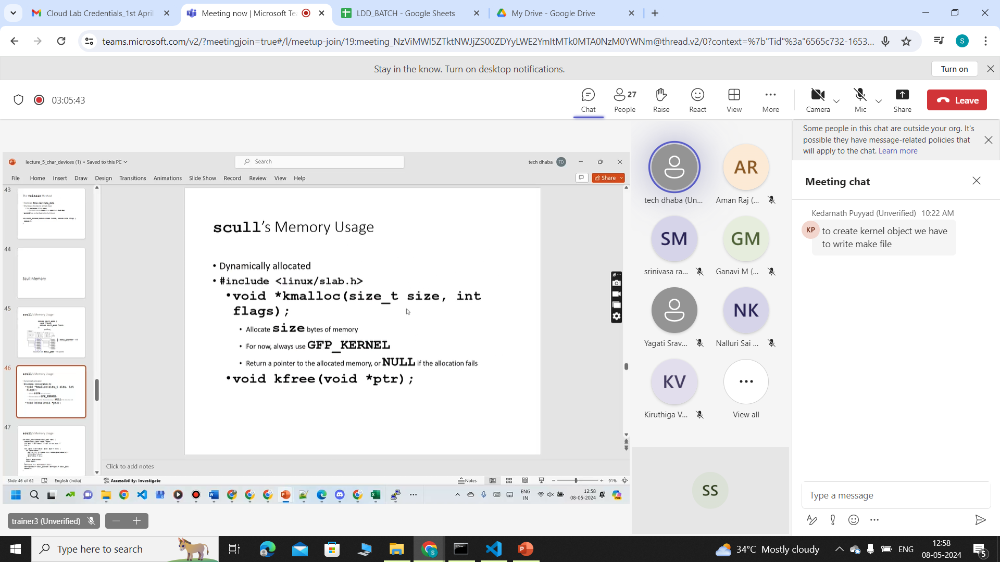 Cloud Lab Credentials_1st April
Meeting now | Microsoft Te
LDD_BATCH - Google Sheets
My Drive - Google Drive
teams.microsoft.com/v2/?meetingjoin=true#/l/meetup-join/19:meeting_NzViMWI5ZTktNWJjZS00ZDYyLWE2YmItMTk0MTA0NzM0YWNm@thread.v2/0?context=%7b"Tid"%3a"6565c732-1653...
S
Stay in the know. Turn on desktop notifications.
Turn on
03:05:43
Chat
27
People
Raise
React
View
More
Camera
Mic
Share
Leave
lecture_5_char_devices (1) • Saved to this PC
Search
tech dhaba
TD
File Home Insert Draw Design Transitions Animations Slide Show Record Review View Help
Share
43
The release Method
44
Scull Memory
45
scull's Memory Usage
46
scull's Memory Usage
47
scull's Memory Usage
scull's Memory Usage
• Dynamically allocated
• #include <linux/slab.h>
•void *kmalloc(size_t size, int
flags);
• Allocate size bytes of memory
• For now, always use GFP_KERNEL
• Return a pointer to the allocated memory, or NULL if the allocation fails
•void kfree(void *ptr);
Click to add notes
Slide 46 of 62
English (India)
Accessibility: Investigate
Notes
91%
ENG
IN
12:58
08-05-2024
trainer3 (Unverified)
tech dhaba (Un...
AR
Aman Raj (...
SM
srinivasa ra...
GM
Ganavi M (...
Yagati Srav...
NK
Nalluri Sai ...
KV
Kiruthiga V...
View all
SS
Some people in this chat are outside your org. It's
possible they have message-related policies that
will apply to the chat. Learn more
Meeting chat
Kedarnath Puyyad (Unverified) 10:22 AM
KP
to create kernel object we have
to write make file
Type a message
Type here to search
34°C Mostly cloudy
ENG
12:58
08-05-2024
5